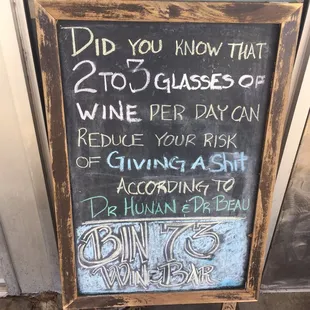 DID YOU KNOW THAT
2 TO 3 GLASSES OF
WINE PER DAY CAN
REDUCE YOUR RISK
OF GIVING A Shit
ACCORDING TO
DR HUNAN & DR BEAU
BIN 73
WINE BAR